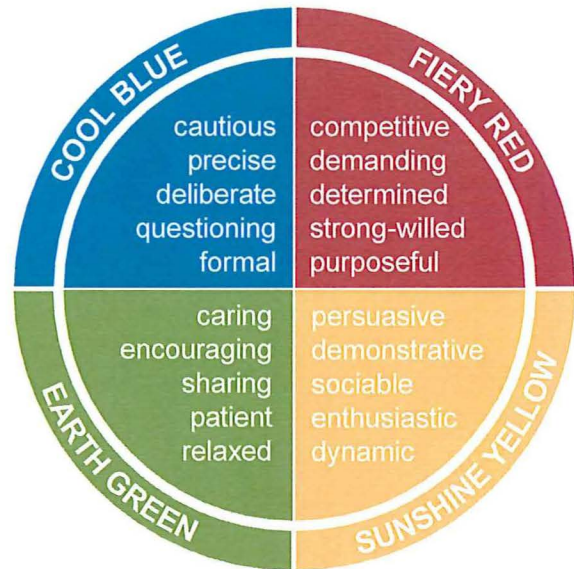 COOL BLUE
cautious
precise
deliberate
questioning
formal
FIERY RED
competitive
demanding
determined
strong-willed
purposeful
EARTH GREEN
caring
encouraging
sharing
patient
relaxed
SUNSHINE YELLOW
persuasive
demonstrative
sociable
enthusiastic
dynamic